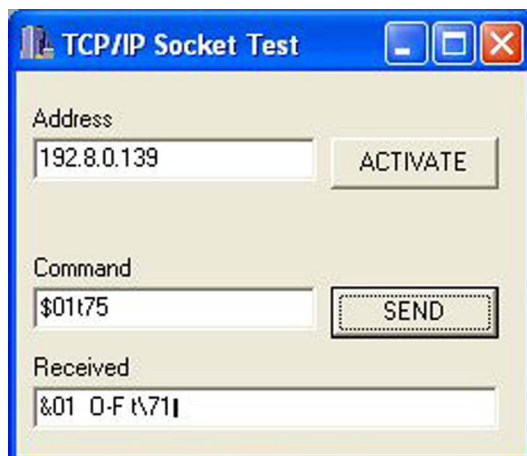 TCP/IP Socket Test
Address
192.8.0.139 ACTIVATE
Command
$01t75 SEND
Received
&01 O-F t\71